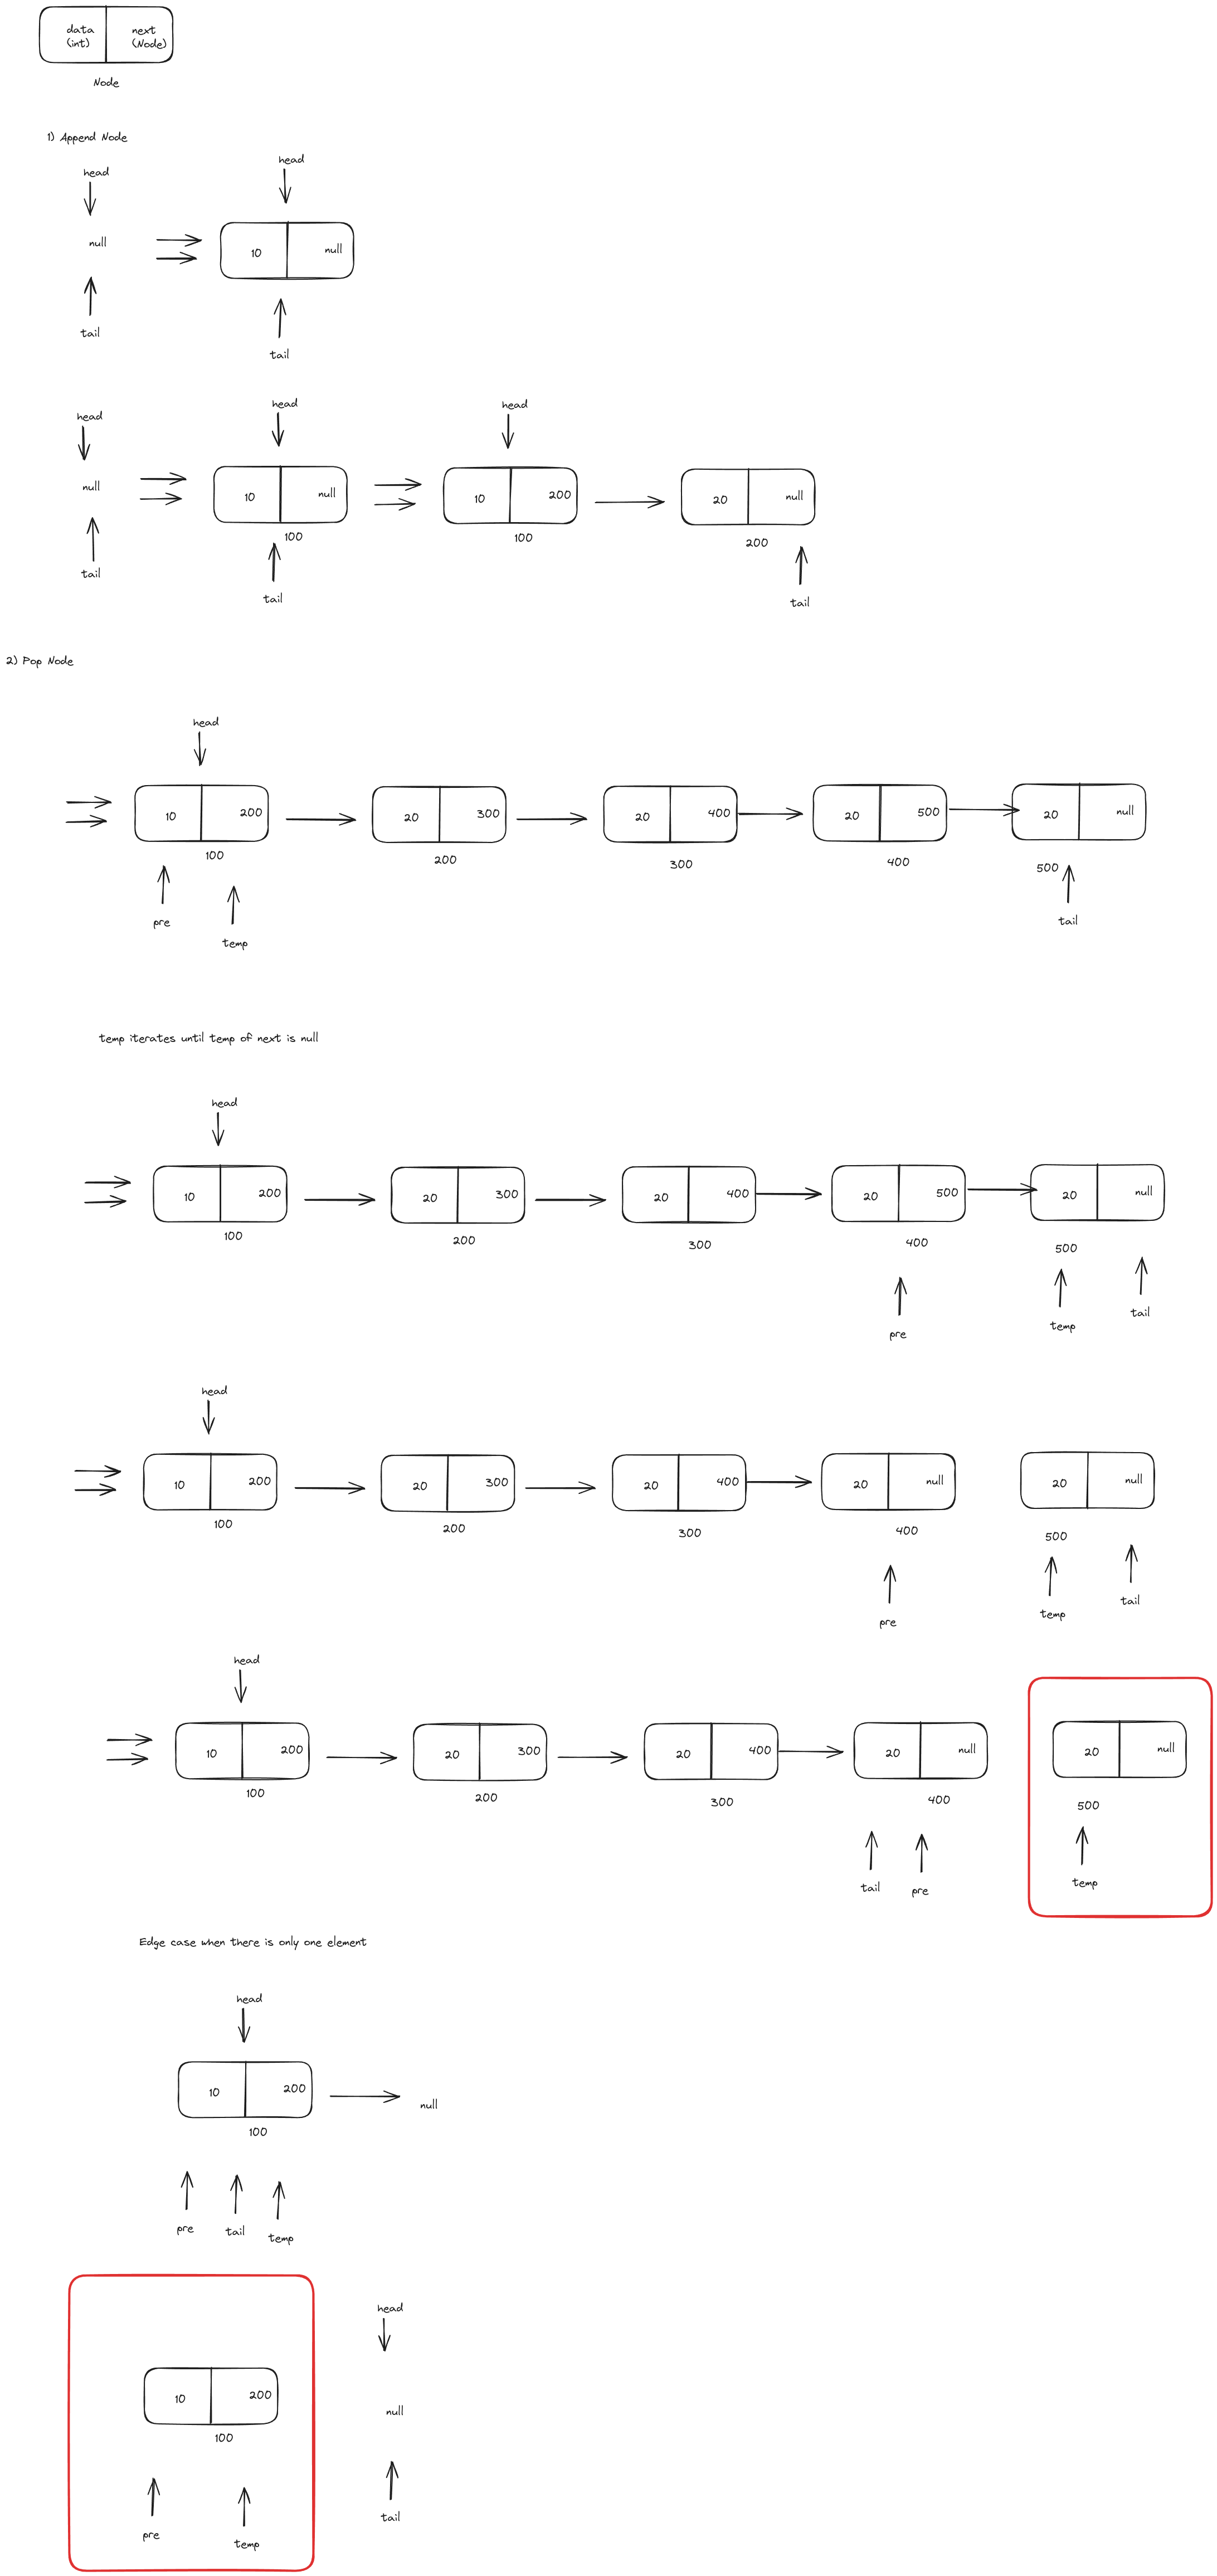 data
(int)
next
(Node)
Node
1) Append Node
head
head
null
10
null
tail
tail
head
head
head
null
10
null
10
200
20
null
100
100
200
tail
tail
tail
2) Pop Node
head
10
200
20
300
20
400
20
500
20
null
100
200
300
400
500
pre
temp
tail
temp iterates until temp of next is null
head
10
200
20
300
20
400
20
500
20
null
100
200
300
400
500
pre
temp
tail
head
10
200
20
300
20
400
20
null
20
null
100
200
300
400
500
pre
temp
tail
head
10
200
20
300
20
400
20
null
20
null
100
200
300
400
500
tail
pre
temp
Edge case when there is only one element
head
10
200
null
100
pre
tail
temp
head
10
200
null
100
pre
temp
tail